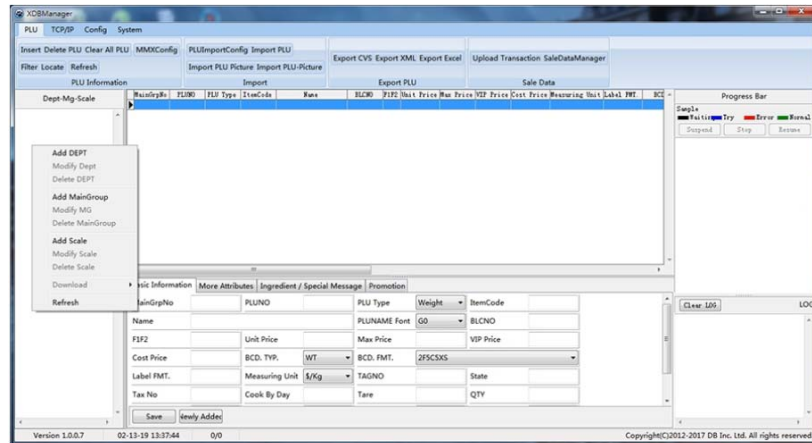 XDBManager
PLU TCP/IP Config System
Insert Delete PLU Clear All PLU MMXConfig
Filter Locate Refresh
PLU Information
PLUImportConfig Import PLU
Import PLU Picture Import PLU-Picture
Import
Export CVS Export XML Export Excel
Export PLU
Upload Transaction SaleDataManager
Sale Data
Dept-Mg-Scale
MainGrpNo PLUNO PLU Type ItemCode Name BLCNO F1F2 Unit Price Max Price VIP Price Cost Price Measuring Unit Label FMT. BCD
Progress Bar
Sample
Waiting Try Error Normal
Suspend Stop Resume
Add DEPT
Modify Dept
Delete DEPT
Add MainGroup
Modify MG
Delete MainGroup
Add Scale
Modify Scale
Delete Scale
Download
Refresh
asic Information More Attributes Ingredient / Special Message Promotion
MainGrpNo PLUNO PLU Type Weight ItemCode
Name PLUNAME Font G0 BLCNO
F1F2 Unit Price Max Price VIP Price
Cost Price BCD. TYP. WT BCD. FMT. 2F5C5XS
Label FMT. Measuring Unit $/Kg TAGNO State
Tax No Cook By Day Tare QTY
Save Newly Added
Clear LOG LOG
Version 1.0.0.7 02-13-19 13:37:44 0/0 Copyright(C)2012-2017 DB Inc. Ltd. All rights reserved